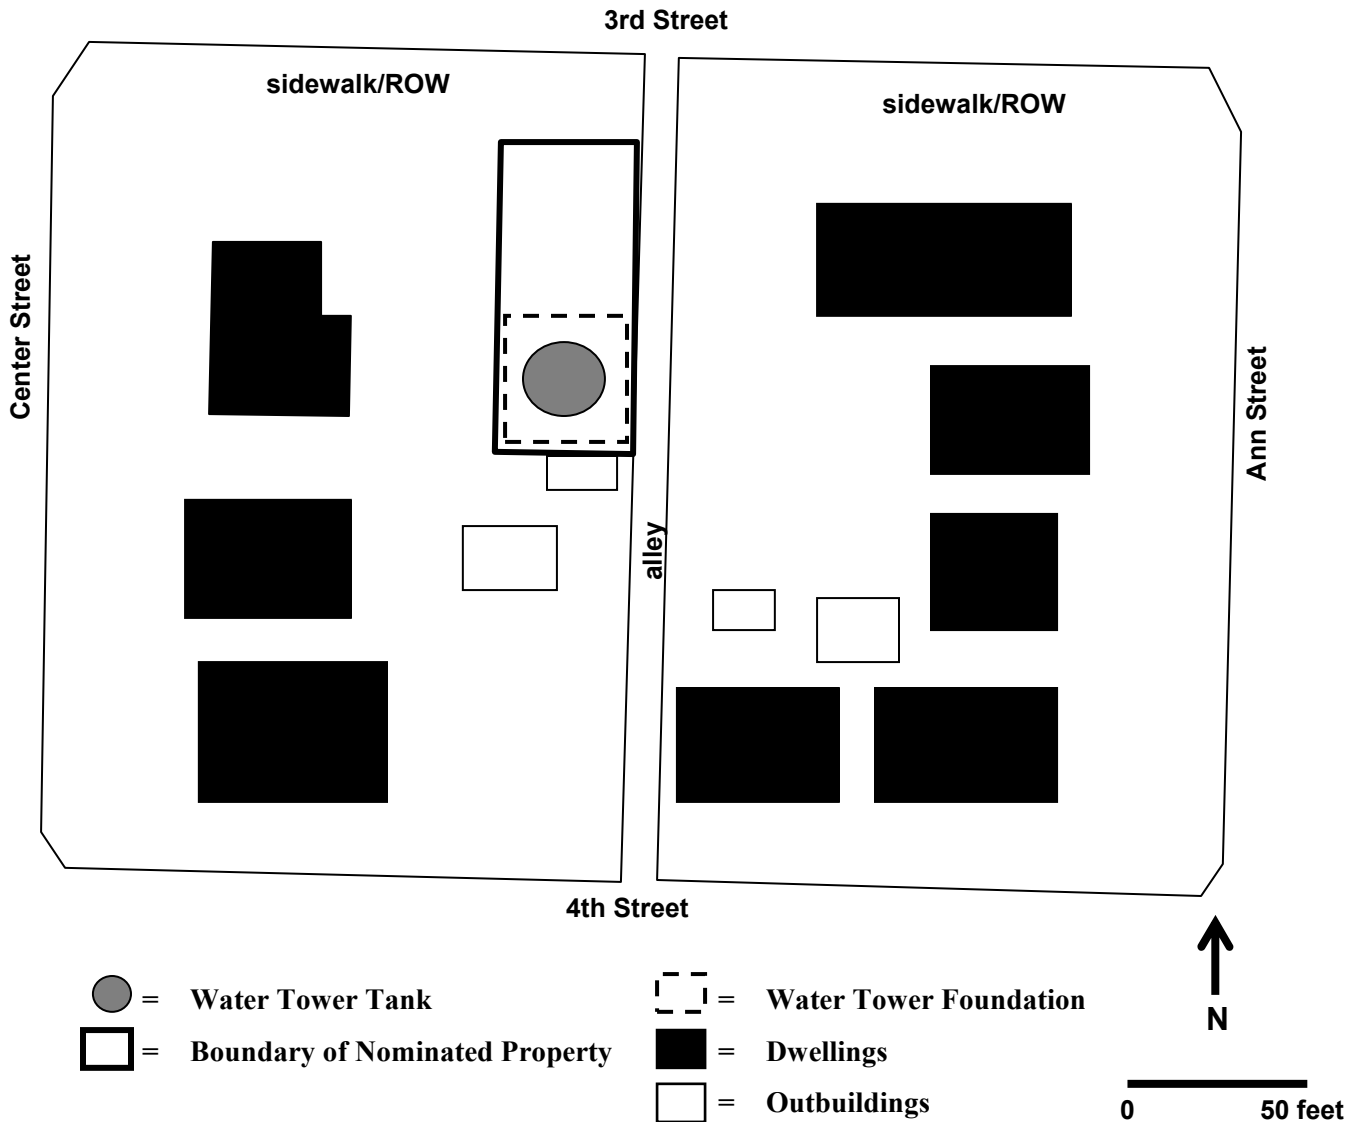 3rd Street
sidewalk/ROW
sidewalk/ROW
Center Street
Ann Street
alley
4th Street
= Water Tower Tank
= Water Tower Foundation
= Boundary of Nominated Property
= Dwellings
= Outbuildings
N
0 50 feet